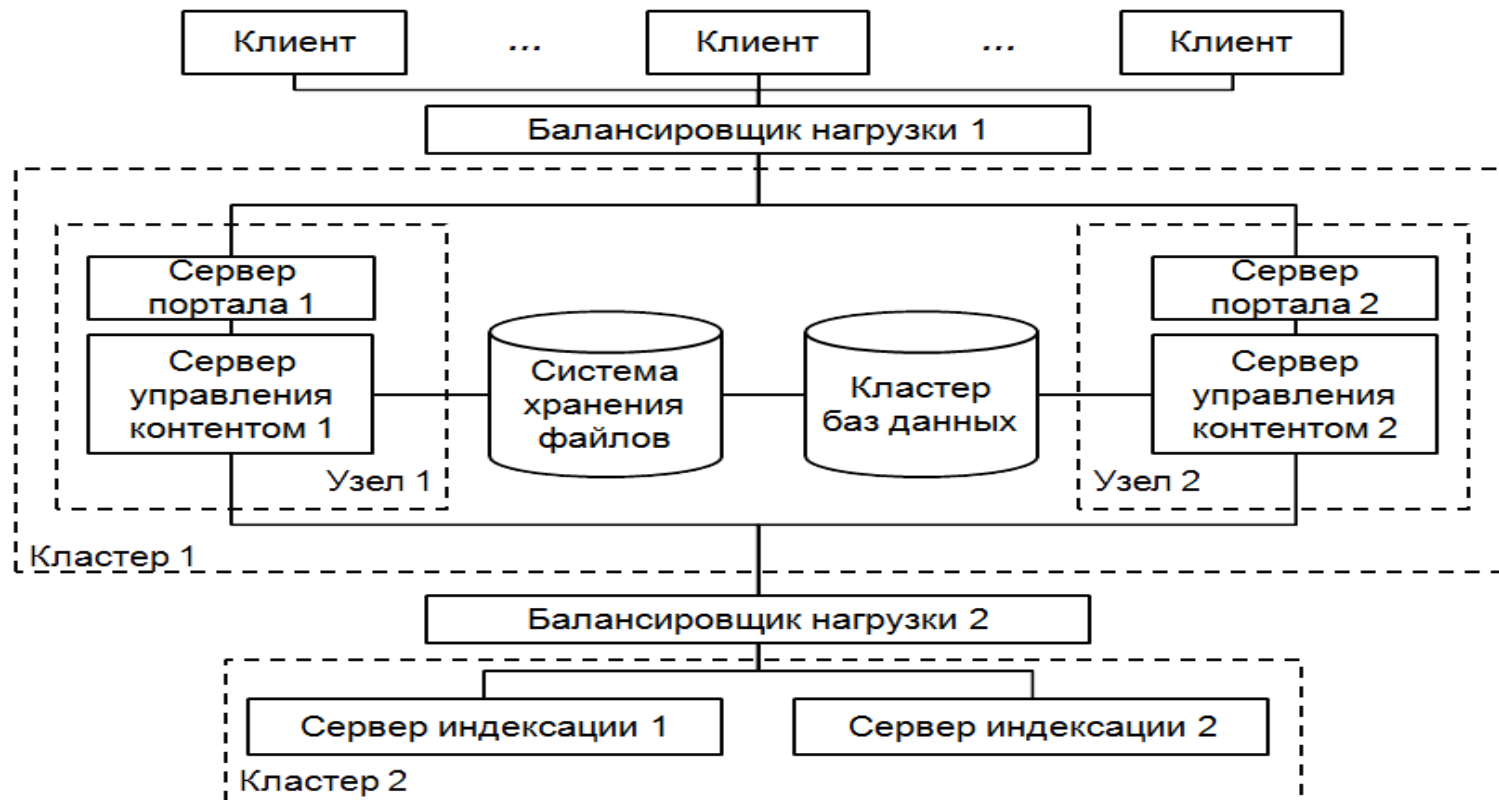 Клиент
...
Клиент
...
Клиент
Балансировщик нагрузки 1
Сервер
портала 1
Сервер
управления
контентом 1
Узел 1
Система
хранения
файлов
Кластер
баз данных
Сервер
портала 2
Сервер
управления
контентом 2
Узел 2
Кластер 1
Балансировщик нагрузки 2
Сервер индексации 1
Сервер индексации 2
Кластер 2